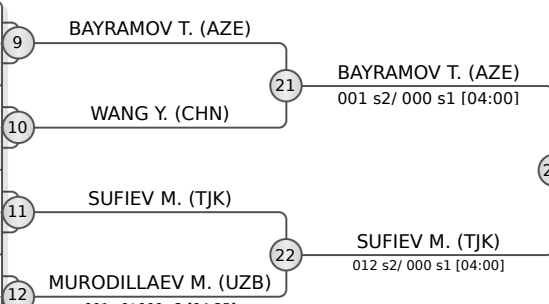 9
BAYRAMOV T. (AZE)
21
BAYRAMOV T. (AZE)
001 s2/ 000 s1 [04:00]
10
WANG Y. (CHN)
11
SUFIEV M. (TJK)
22
SUFIEV M. (TJK)
012 s2/ 000 s1 [04:00]
12
MURODILLAEV M. (UZB)